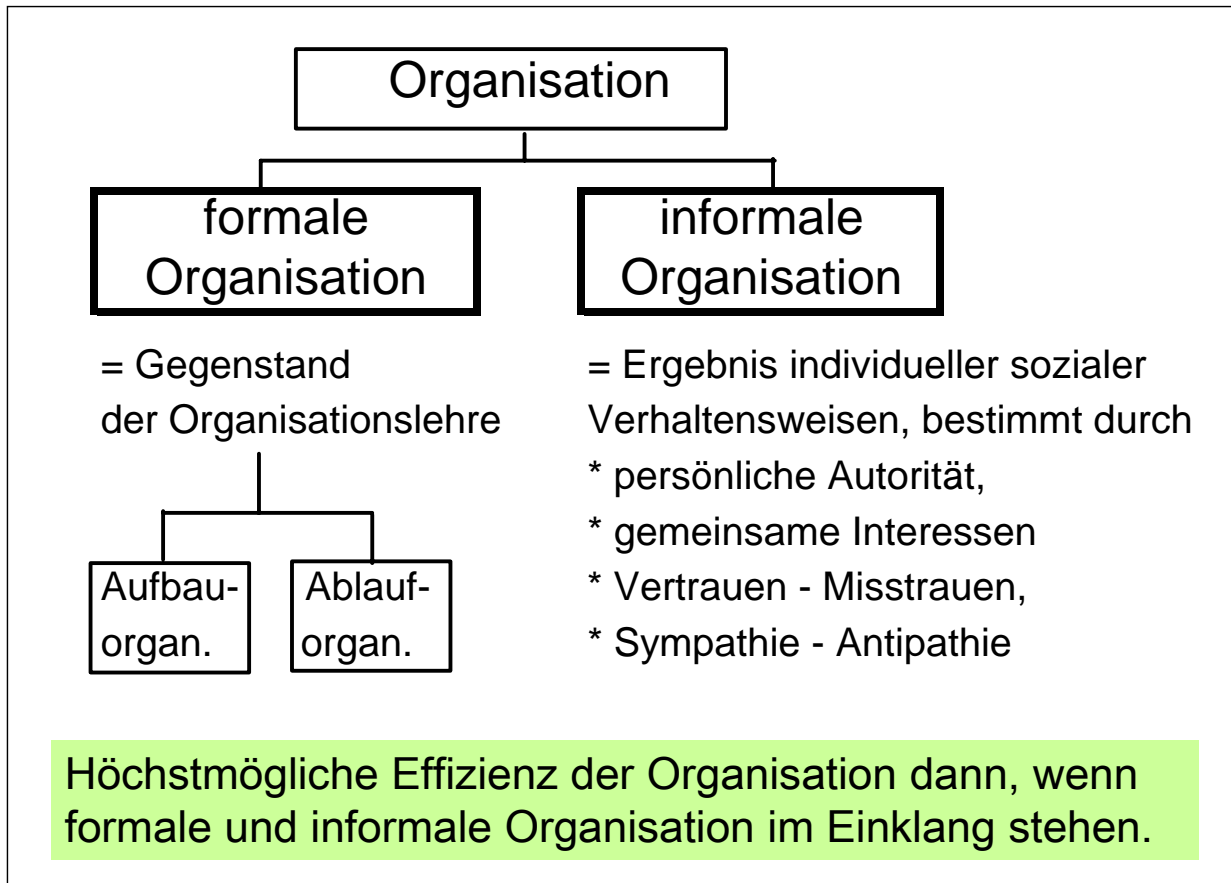 Organisation
formale
Organisation
informale
Organisation
= Gegenstand
der Organisationslehre
Aufbau-
organ.
Ablauf-
organ.
= Ergebnis individueller sozialer
Verhaltensweisen, bestimmt durch
* persönliche Autorität,
* gemeinsame Interessen
* Vertrauen - Misstrauen,
* Sympathie - Antipathie
Höchstmögliche Effizienz der Organisation dann, wenn
formale und informale Organisation im Einklang stehen.